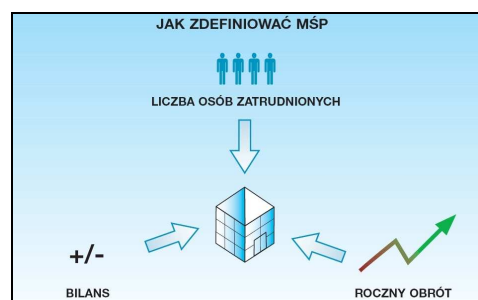 JAK ZDEFINIOWAĆ MŚP
LICZBA OSÓB ZATRUDNIONYCH
+/-
BILANS
ROCZNY OBRÓT